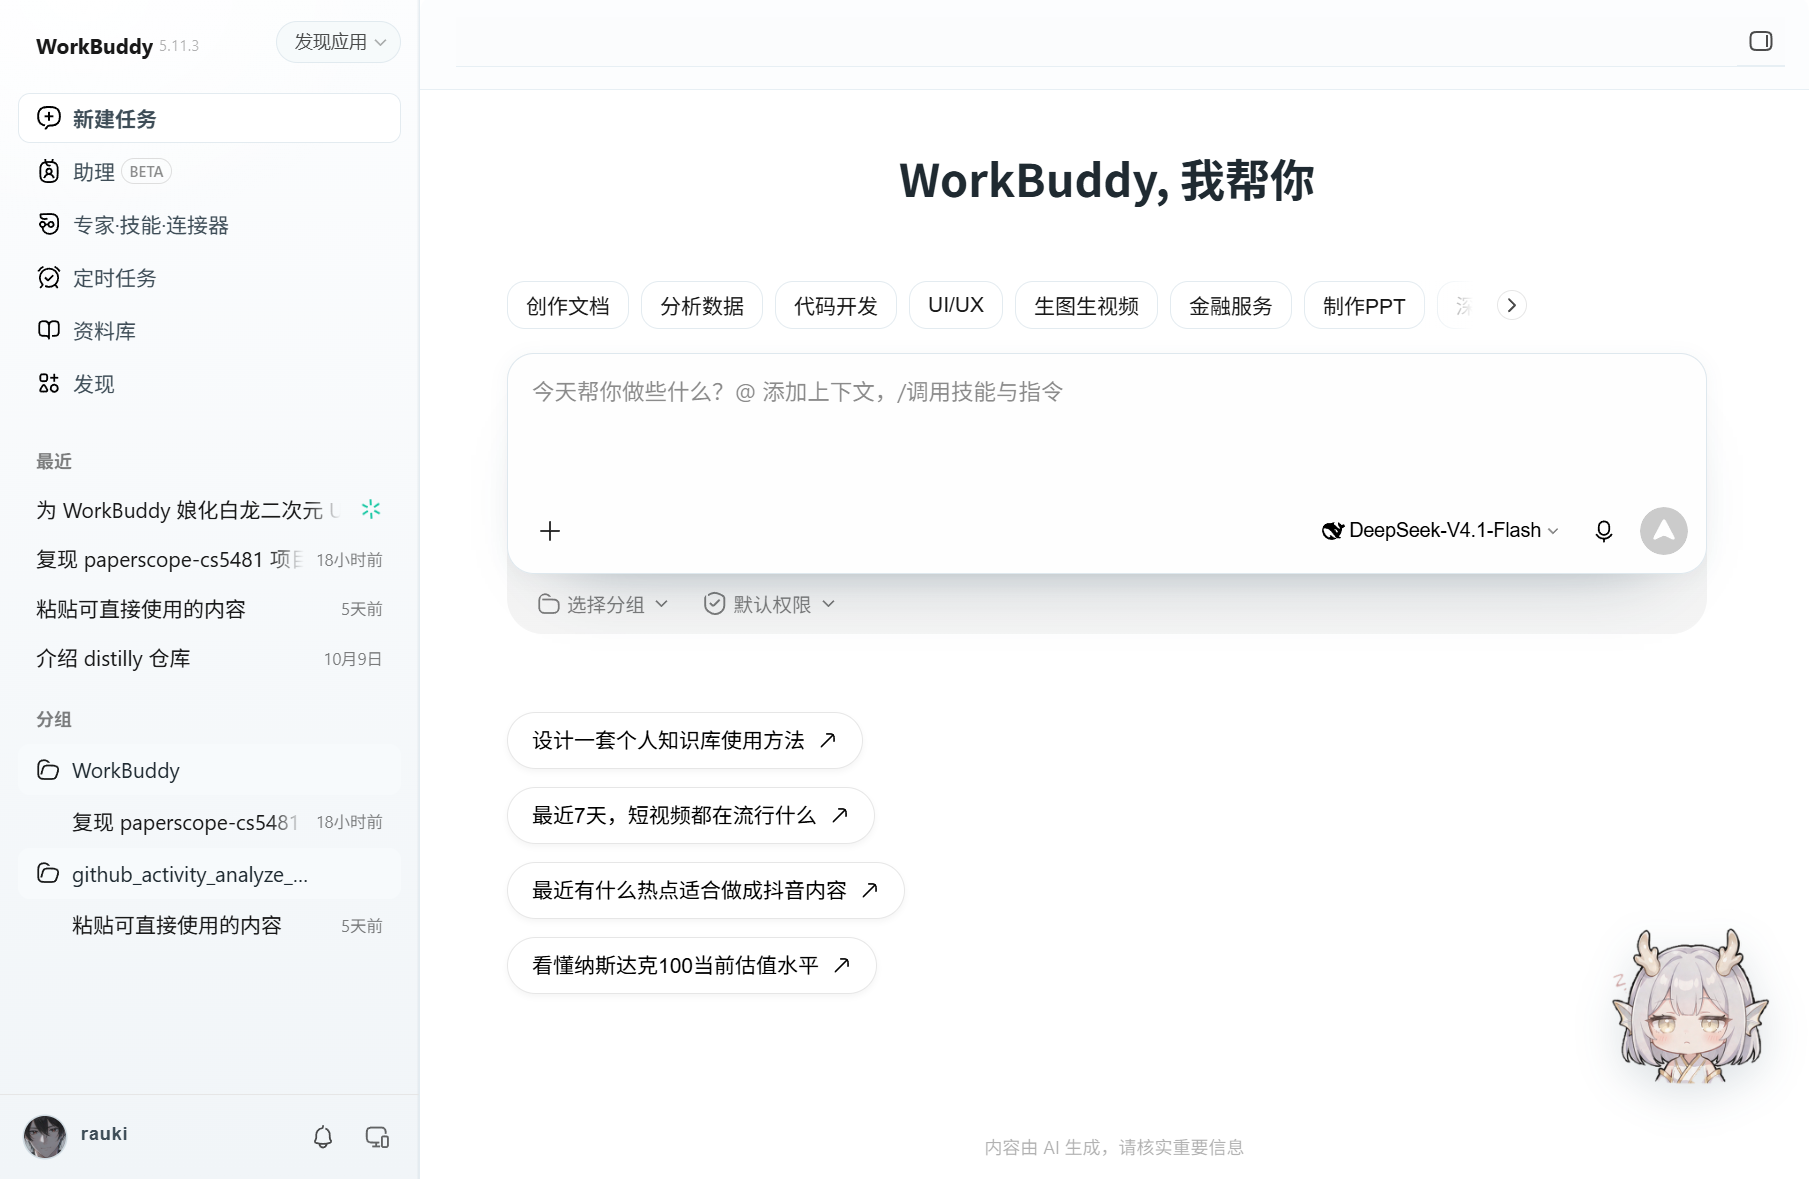 WorkBuddy 5.11.3
发现应用
新建任务
助理 BETA
专家·技能·连接器
定时任务
资料库
发现
最近
为 WorkBuddy 娘化白龙二次元 U
复现 paperscope-cs5481 项目 18小时前
粘贴可直接使用的内容 5天前
介绍 distilly 仓库 10月9日
分组
WorkBuddy
复现 paperscope-cs5481 18小时前
github_activity_analyze_...
粘贴可直接使用的内容 5天前
rauki
WorkBuddy, 我帮你
创作文档 分析数据 代码开发 UI/UX 生图生视频 金融服务 制作PPT 深
今天帮你做些什么？@ 添加上下文，/调用技能与指令
DeepSeek-V4.1-Flash
选择分组 默认权限
设计一套个人知识库使用方法
最近7天，短视频都在流行什么
最近有什么热点适合做成抖音内容
看懂纳斯达克100当前估值水平
z
内容由 AI 生成，请核实重要信息